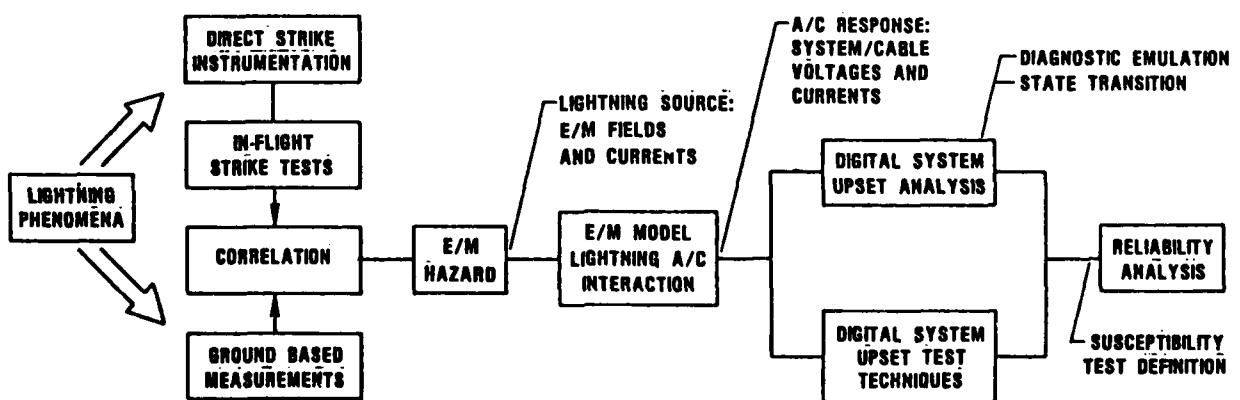 DIRECT STRIKE
INSTRUMENTATION
IN-FLIGHT
STRIKE TESTS
LIGHTNING
PHENOMENA
CORRELATION
GROUND BASED
MEASUREMENTS
E/M
HAZARD
LIGHTNING SOURCE:
E/M FIELDS
AND CURRENTS
E/M MODEL
LIGHTNING A/C
INTERACTION
A/C RESPONSE:
SYSTEM/CABLE
VOLTAGES AND
CURRENTS
DIGITAL SYSTEM
UPSET ANALYSIS
DIAGNOSTIC EMULATION
STATE TRANSITION
DIGITAL SYSTEM
UPSET TEST
TECHNIQUES
RELIABILITY
ANALYSIS
SUSCEPTIBILITY
TEST DEFINITION